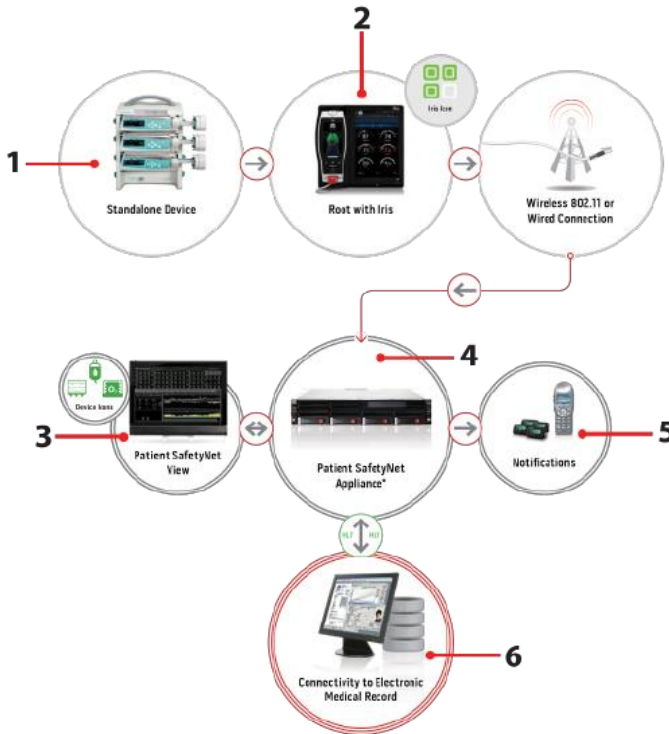 2
Iris Icon
1
Standalone Device
Root with Iris
Wireless 802.11 or
Wired Connection
4
Device Icons
3
5
Patient SafetyNet
View
Patient SafetyNet
Appliance*
Notifications
HL7
HL7
6
Connectivity to Electronic
Medical Record